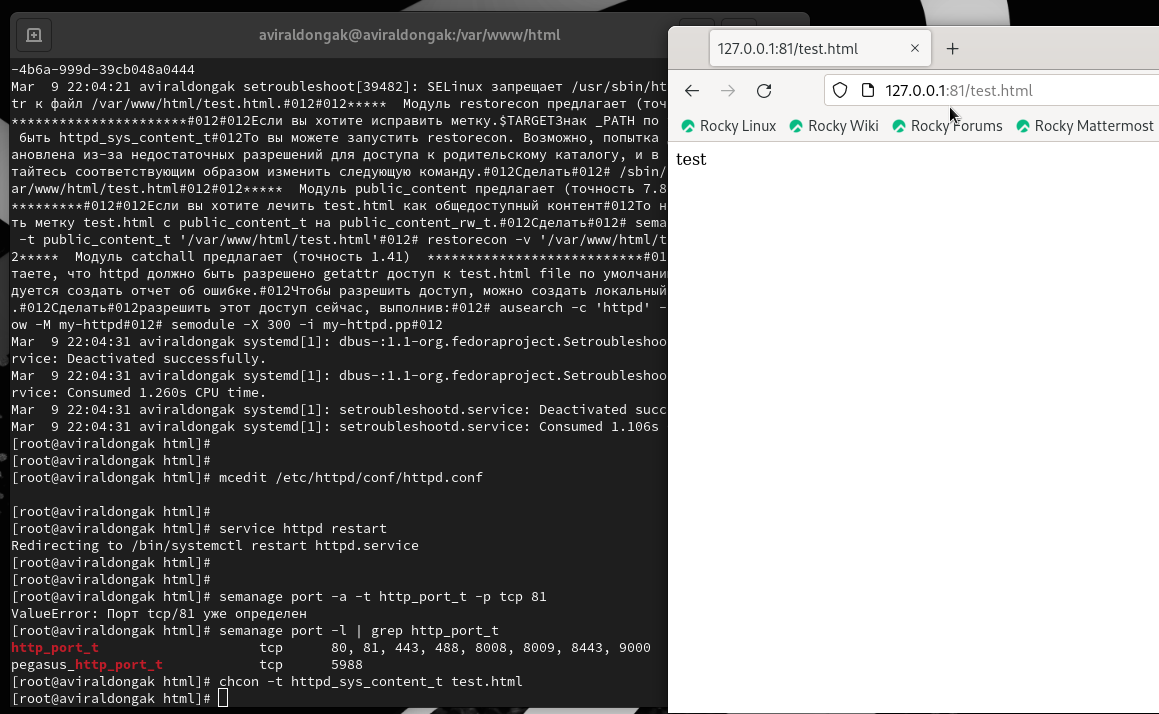 aviraldongak@aviraldongak:/var/www/html
-4b6a-999d-39cb048a0444
Mar  9 22:04:21 aviraldongak setroubleshoot[39482]: SELinux запрещает /usr/sbin/ht
tr к файл /var/www/html/test.html.#012#012*****  Модуль restorecon предлагает (точ
**********************#012#012Если вы хотите исправить метку.$TARGETЗнак _PATH по
 быть httpd_sys_content_t#012То вы можете запустить restorecon. Возможно, попытка
ановлена из-за недостаточных разрешений для доступа к родительскому каталогу, и в
тайтесь соответствующим образом изменить следующую команду.#012Сделать#012# /sbin/
ar/www/html/test.html#012#012*****  Модуль public_content предлагает (точность 7.8
*********#012#012Если вы хотите лечить test.html как общедоступный контент#012То н
ть метку test.html с public_content_t на public_content_rw_t.#012Сделать#012# sema
 -t public_content_t '/var/www/html/test.html'#012# restorecon -v '/var/www/html/t
2*****  Модуль catchall предлагает (точность 1.41)  ***************************#01
таете, что httpd должно быть разрешено getattr доступ к test.html file по умолчани
дуется создать отчет об ошибке.#012Чтобы разрешить доступ, можно создать локальный
.#012Сделать#012разрешить этот доступ сейчас, выполнив:#012# ausearch -c 'httpd' -
ow -M my-httpd#012# semodule -X 300 -i my-httpd.pp#012
Mar  9 22:04:31 aviraldongak systemd[1]: dbus-:1.1-org.fedoraproject.Setroubleshoo
rvice: Deactivated successfully.
Mar  9 22:04:31 aviraldongak systemd[1]: dbus-:1.1-org.fedoraproject.Setroubleshoo
rvice: Consumed 1.260s CPU time.
Mar  9 22:04:31 aviraldongak systemd[1]: setroubleshootd.service: Deactivated succ
Mar  9 22:04:31 aviraldongak systemd[1]: setroubleshootd.service: Consumed 1.106s
[root@aviraldongak html]#
[root@aviraldongak html]#
[root@aviraldongak html]# mcedit /etc/httpd/conf/httpd.conf
[root@aviraldongak html]#
[root@aviraldongak html]# service httpd restart
Redirecting to /bin/systemctl restart httpd.service
[root@aviraldongak html]#
[root@aviraldongak html]#
[root@aviraldongak html]# semanage port -a -t http_port_t -p tcp 81
ValueError: Порт tcp/81 уже определен
[root@aviraldongak html]# semanage port -l | grep http_port_t
http_port_t                    tcp      80, 81, 443, 488, 8008, 8009, 8443, 9000
pegasus_http_port_t            tcp      5988
[root@aviraldongak html]# chcon -t httpd_sys_content_t test.html
[root@aviraldongak html]#
127.0.0.1:81/test.html
127.0.0.1:81/test.html
Rocky Linux Rocky Wiki Rocky Forums Rocky Mattermost
test